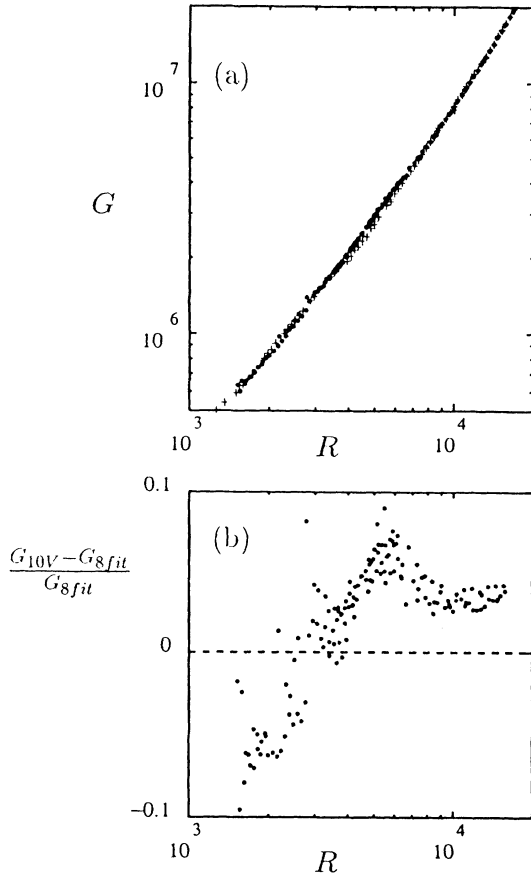 (a)
10^7
G
10^6
10^3
10^4
R
0.1
(b)
G_{10V} − G_{8fit}
G_{8fit}
0
−0.1
10^3
10^4
R